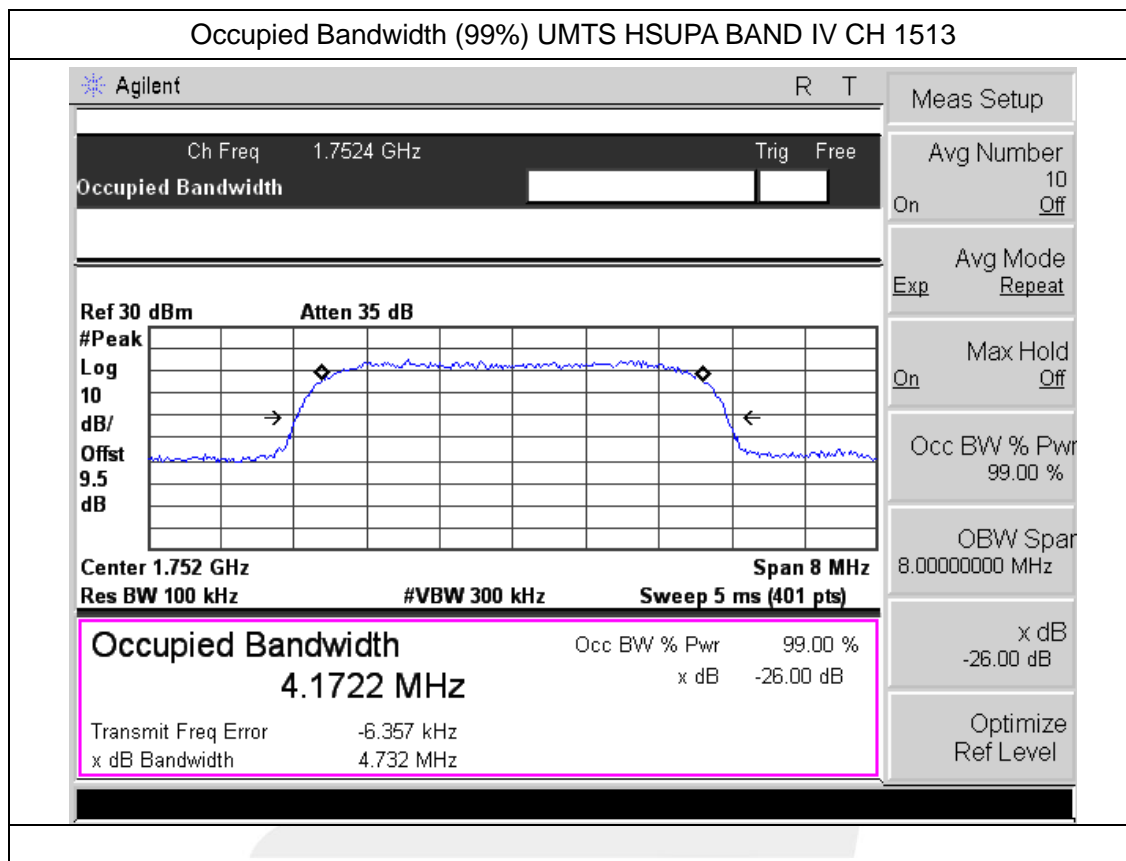 Occupied Bandwidth (99%) UMTS HSUPA BAND IV CH 1513
Agilent R T
Ch Freq 1.7524 GHz Trig Free
Occupied Bandwidth
Ref 30 dBm Atten 35 dB
#Peak
Log
10
dB/
Offst
9.5
dB
Center 1.752 GHz Span 8 MHz
Res BW 100 kHz #VBW 300 kHz Sweep 5 ms (401 pts)
Occupied Bandwidth Occ BW % Pwr 99.00 %
4.1722 MHz x dB -26.00 dB
Transmit Freq Error -6.357 kHz
x dB Bandwidth 4.732 MHz
Meas Setup
Avg Number
10
On Off
Avg Mode
Exp Repeat
Max Hold
On Off
Occ BW % Pwr
99.00 %
OBW Span
8.00000000 MHz
x dB
-26.00 dB
Optimize
Ref Level